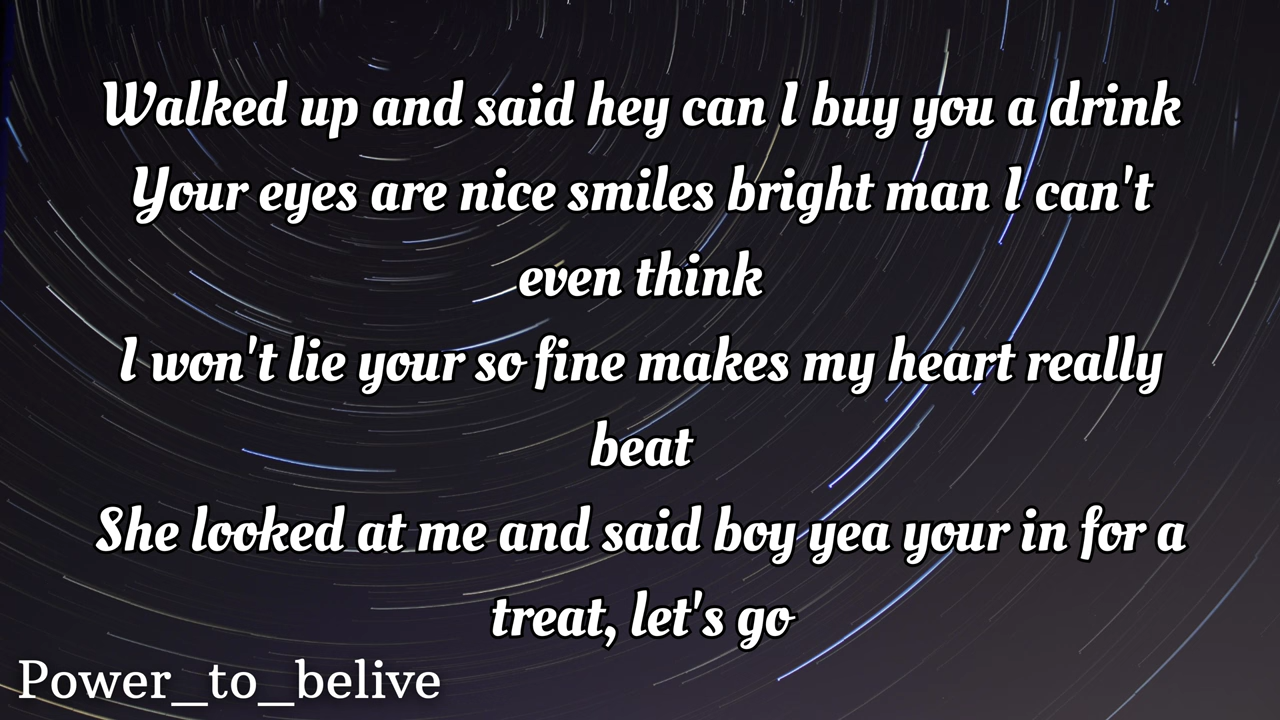 Walked up and said hey can I buy you a drink
Your eyes are nice smiles bright man I can't
even think
I won't lie your so fine makes my heart really
beat
She looked at me and said boy yea your in for a
treat, let's go
Power_to_belive